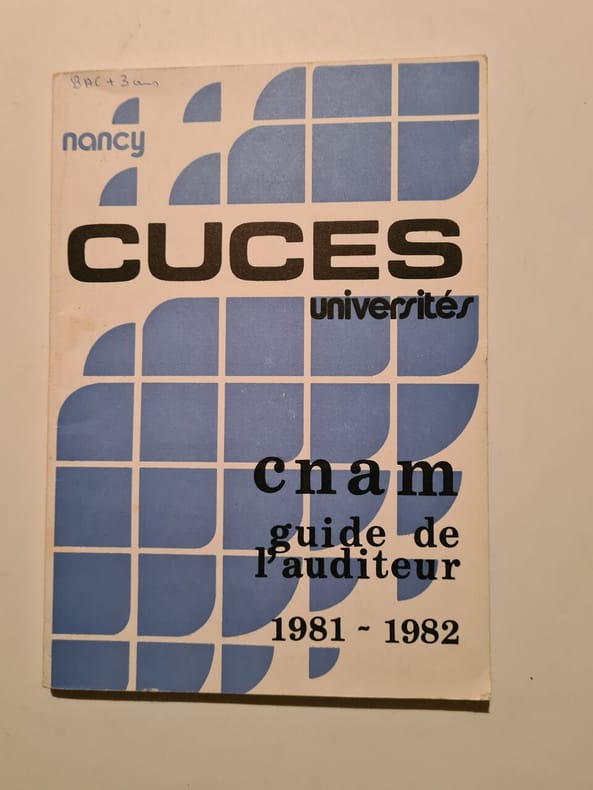 BAC + 3 ans
nancy
CUCES
universités
cnam
guide de
l'auditeur
1981 - 1982